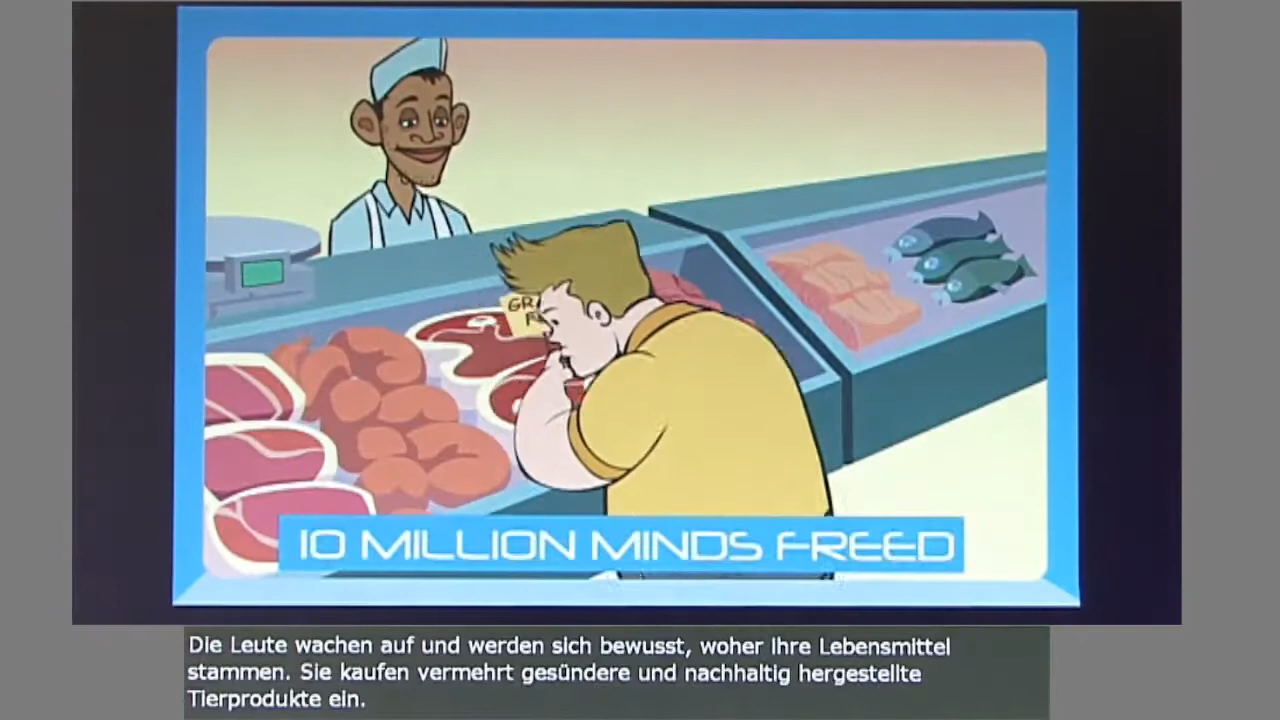 GR
10 MILLION MINDS FREED
Die Leute wachen auf und werden sich bewusst, woher Ihre Lebensmittel
stammen. Sie kaufen vermehrt gesündere und nachhaltig hergestellte
Tierprodukte ein.